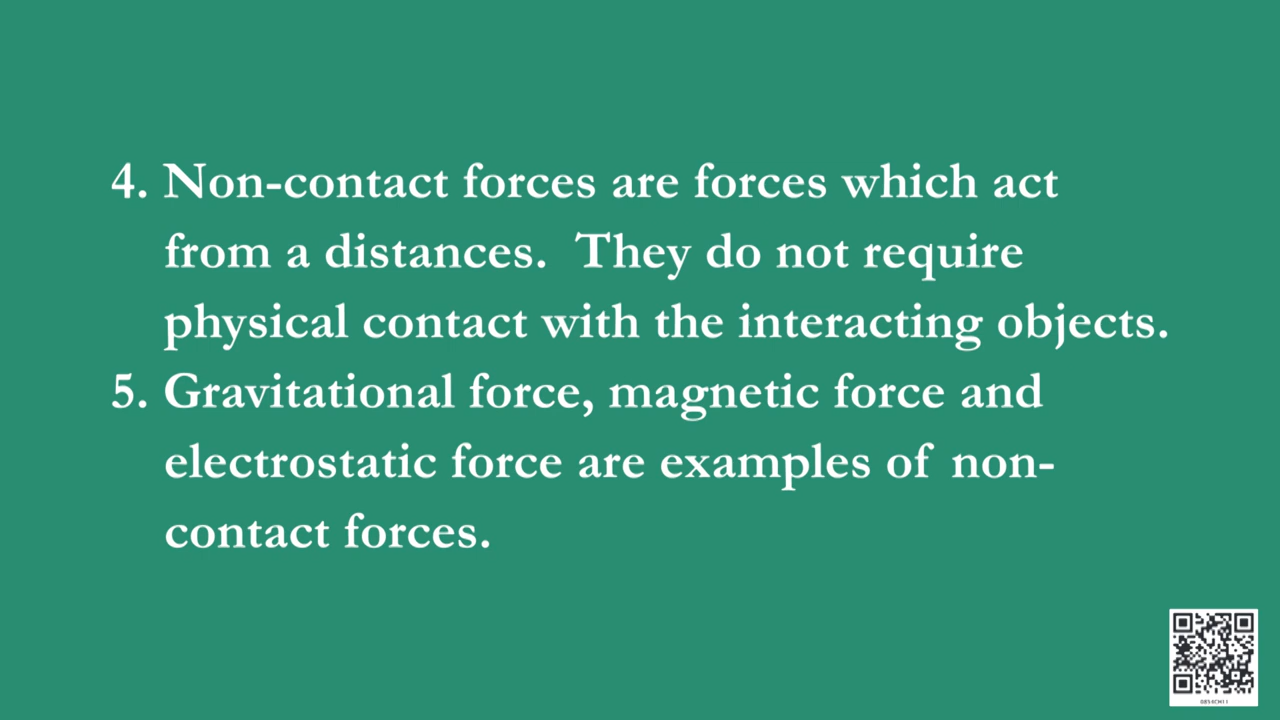 4. Non-contact forces are forces which act
from a distances. They do not require
physical contact with the interacting objects.
5. Gravitational force, magnetic force and
electrostatic force are examples of non-
contact forces.